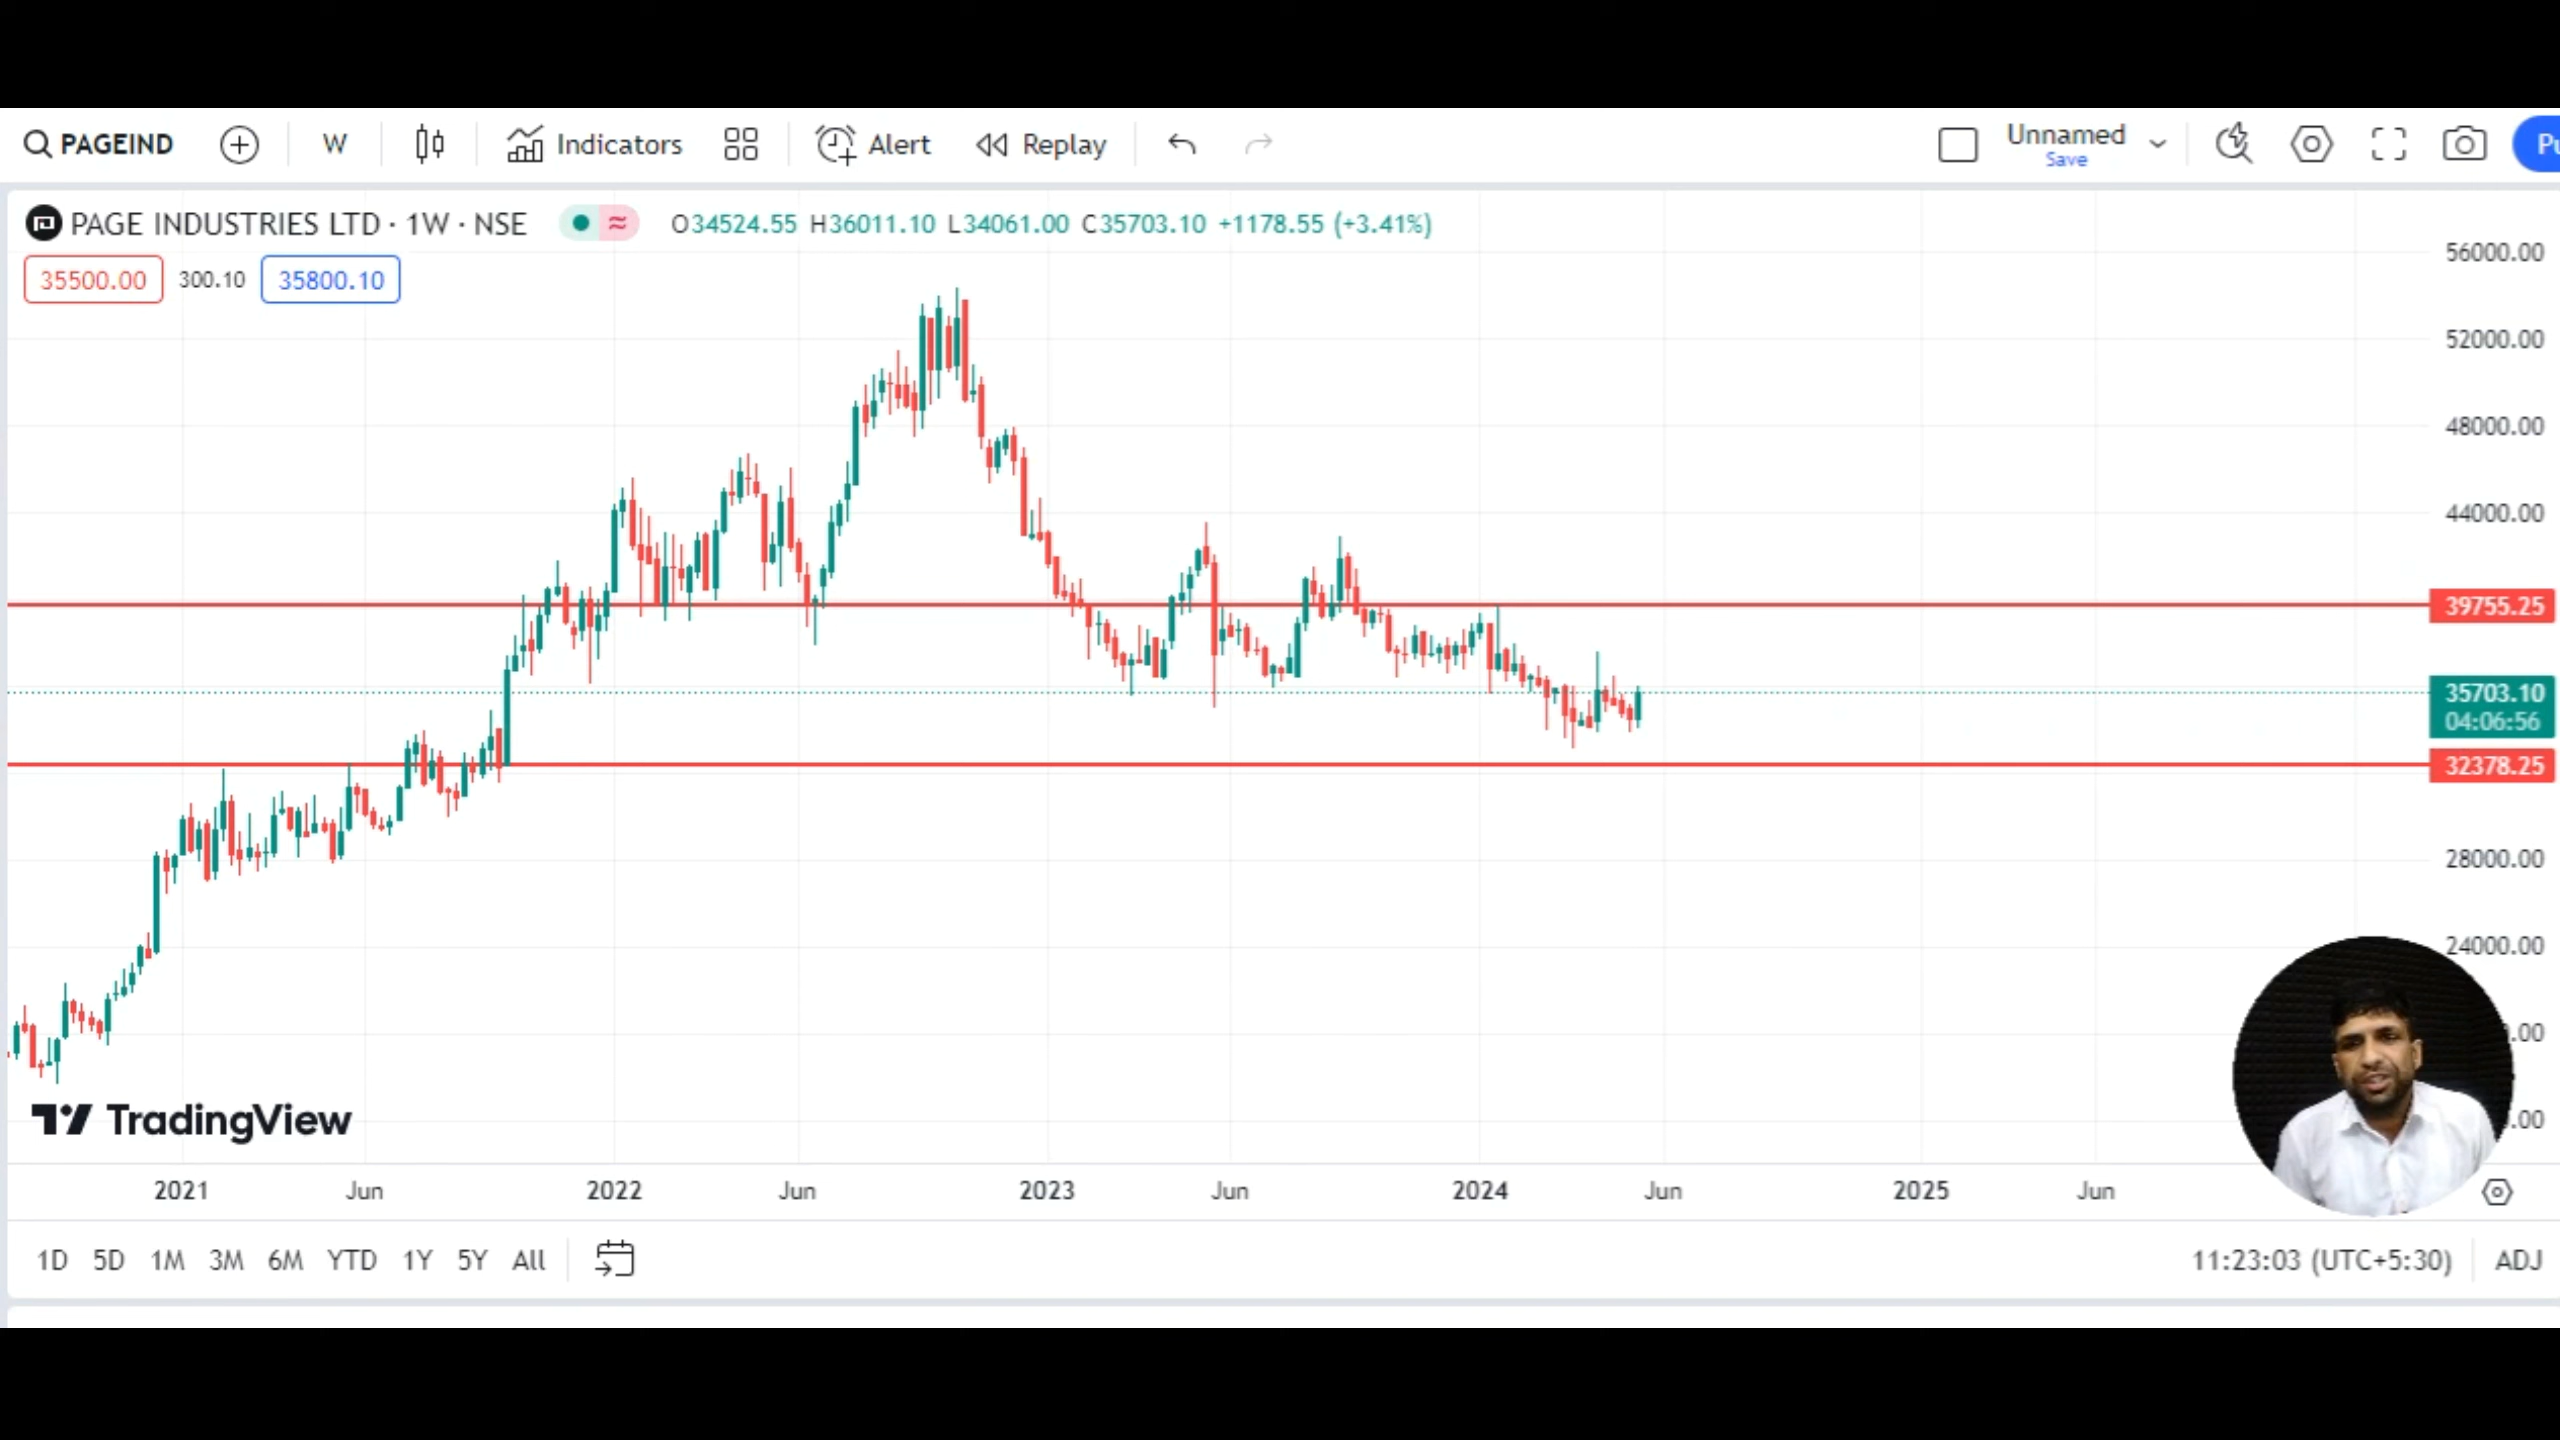 PAGEIND W Indicators Alert Replay Unnamed
Save
PAGE INDUSTRIES LTD · 1W · NSE O34524.55 H36011.10 L34061.00 C35703.10 +1178.55 (+3.41%)
35500.00 300.10 35800.10
56000.00
52000.00
48000.00
44000.00
39755.25
35703.10
04:06:56
32378.25
28000.00
24000.00
.00
.00
TradingView
2021 Jun 2022 Jun 2023 Jun 2024 Jun 2025 Jun
1D 5D 1M 3M 6M YTD 1Y 5Y All 11:23:03 (UTC+5:30) ADJ